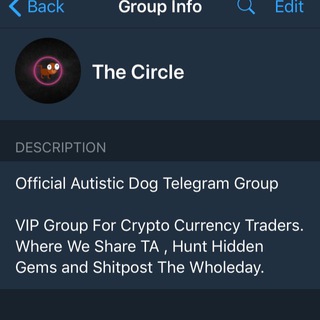 Back Group Info Edit
The Circle
DESCRIPTION
Official Autistic Dog Telegram Group
VIP Group For Crypto Currency Traders.
Where We Share TA , Hunt Hidden
Gems and Shitpost The Wholeday.